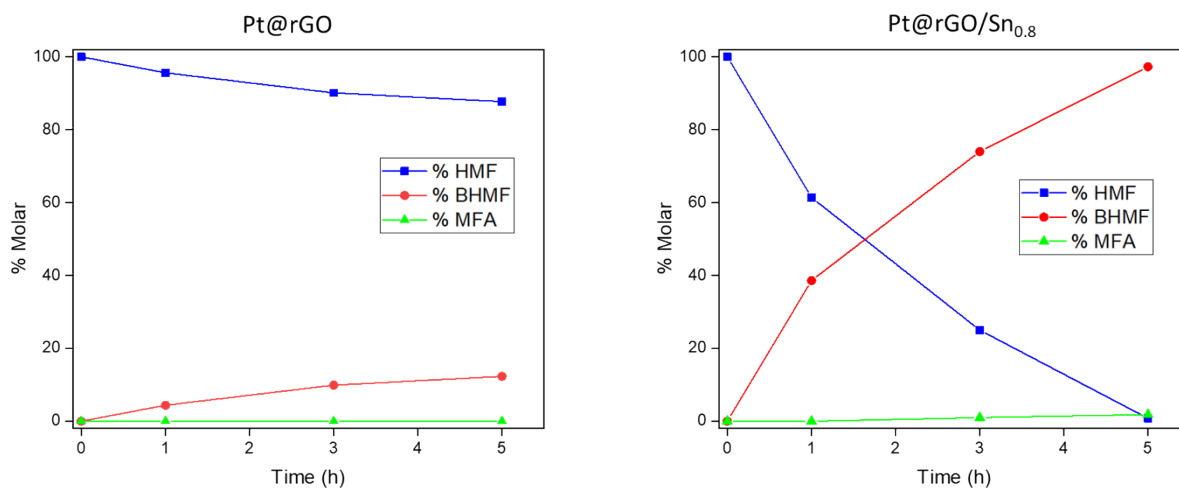 Pt@rGO
100
80
60
40
20
0
% Molar
% HMF
% BHMF
% MFA
0 1 2 3 4 5
Time (h)
Pt@rGO/Sn₀.₈
100
80
60
40
20
0
% Molar
% HMF
% BHMF
% MFA
0 1 2 3 4 5
Time (h)